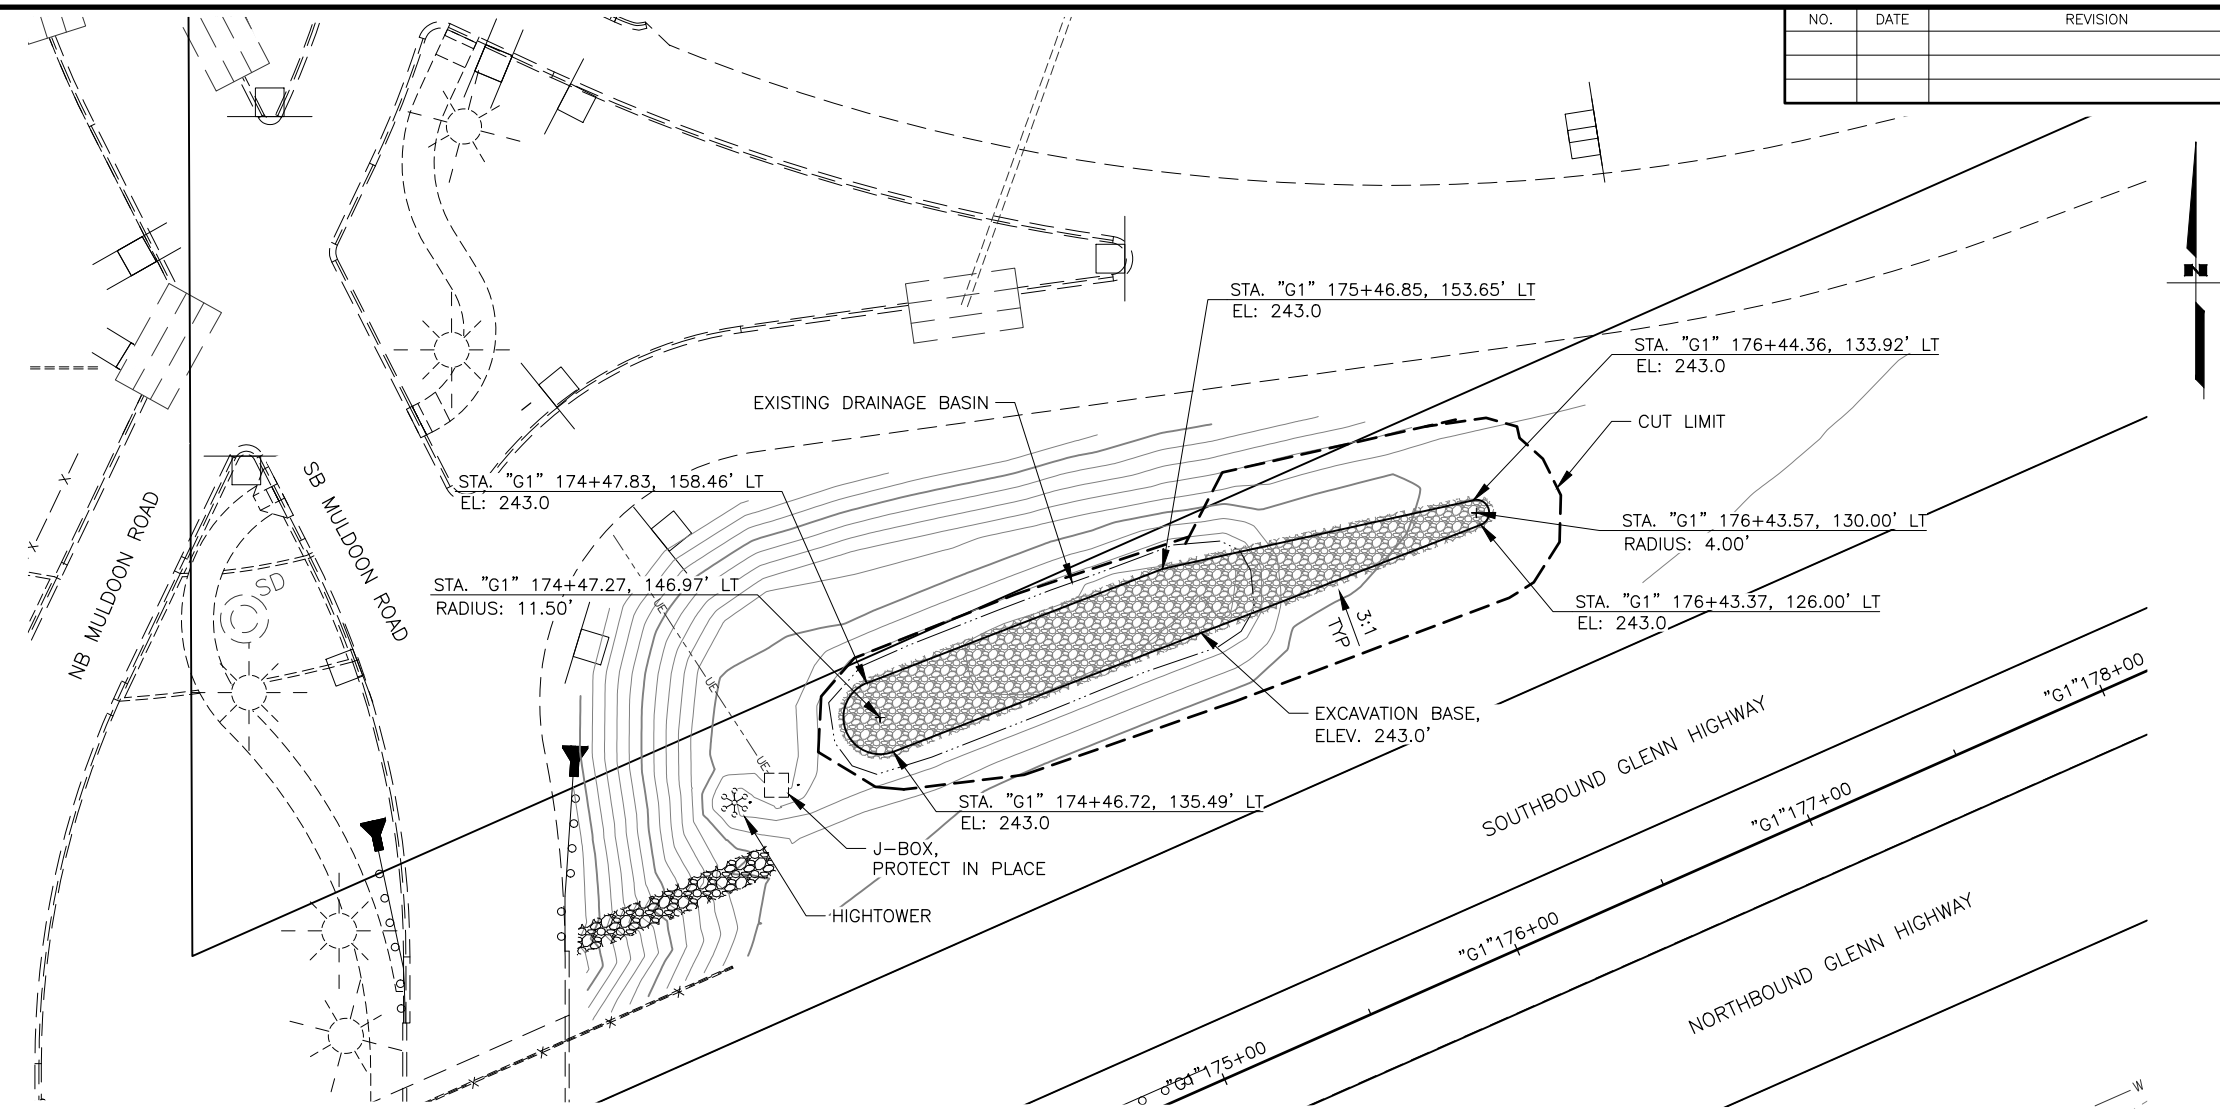 NO. DATE REVISION
N
STA. "G1" 175+46.85, 153.65' LT
EL: 243.0
STA. "G1" 176+44.36, 133.92' LT
EL: 243.0
EXISTING DRAINAGE BASIN
CUT LIMIT
STA. "G1" 174+47.83, 158.46' LT
EL: 243.0
STA. "G1" 176+43.57, 130.00' LT
RADIUS: 4.00'
NB MULDOON ROAD
SB MULDOON ROAD
SD
STA. "G1" 174+47.27, 146.97' LT
RADIUS: 11.50'
UE
UE
UE
STA. "G1" 176+43.37, 126.00' LT
EL: 243.0
3:1
TYP
EXCAVATION BASE,
ELEV. 243.0'
STA. "G1" 174+46.72, 135.49' LT
EL: 243.0
J-BOX,
PROTECT IN PLACE
HIGHTOWER
SOUTHBOUND GLENN HIGHWAY
NORTHBOUND GLENN HIGHWAY
"G1"178+00
"G1"177+00
"G1"176+00
"G1"175+00
W